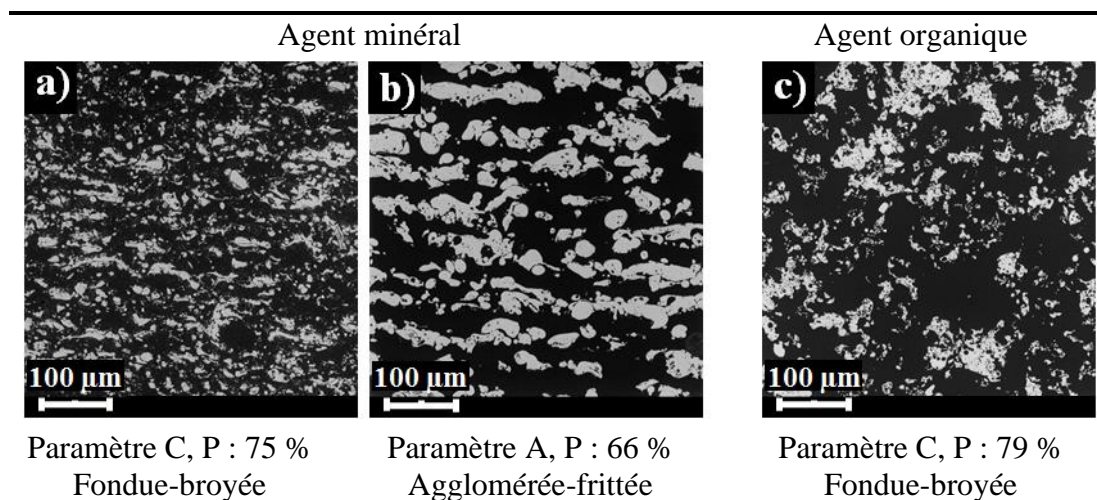 Agent minéral Agent organique
a) b) c)
100 µm 100 µm 100 µm
Paramètre C, P : 75 % Paramètre A, P : 66 % Paramètre C, P : 79 %
Fondue-broyée Agglomérée-frittée Fondue-broyée